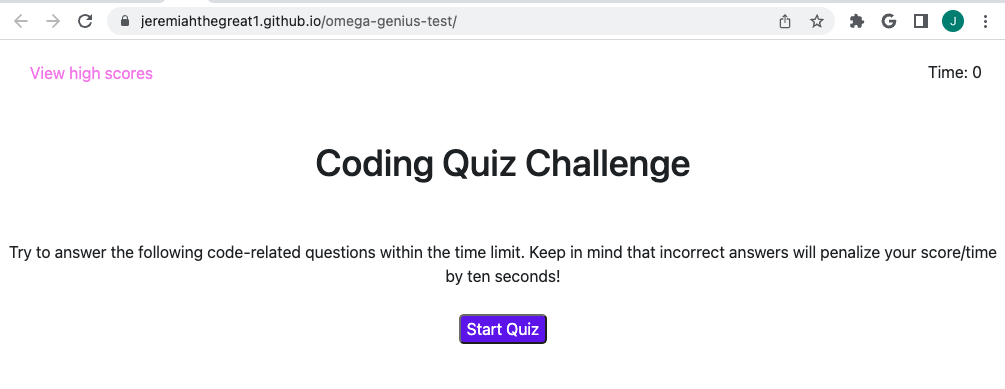 jeremiahthegreat1.github.io/omega-genius-test/
J
View high scores
Time: 0
Coding Quiz Challenge
Try to answer the following code-related questions within the time limit. Keep in mind that incorrect answers will penalize your score/time
by ten seconds!
Start Quiz